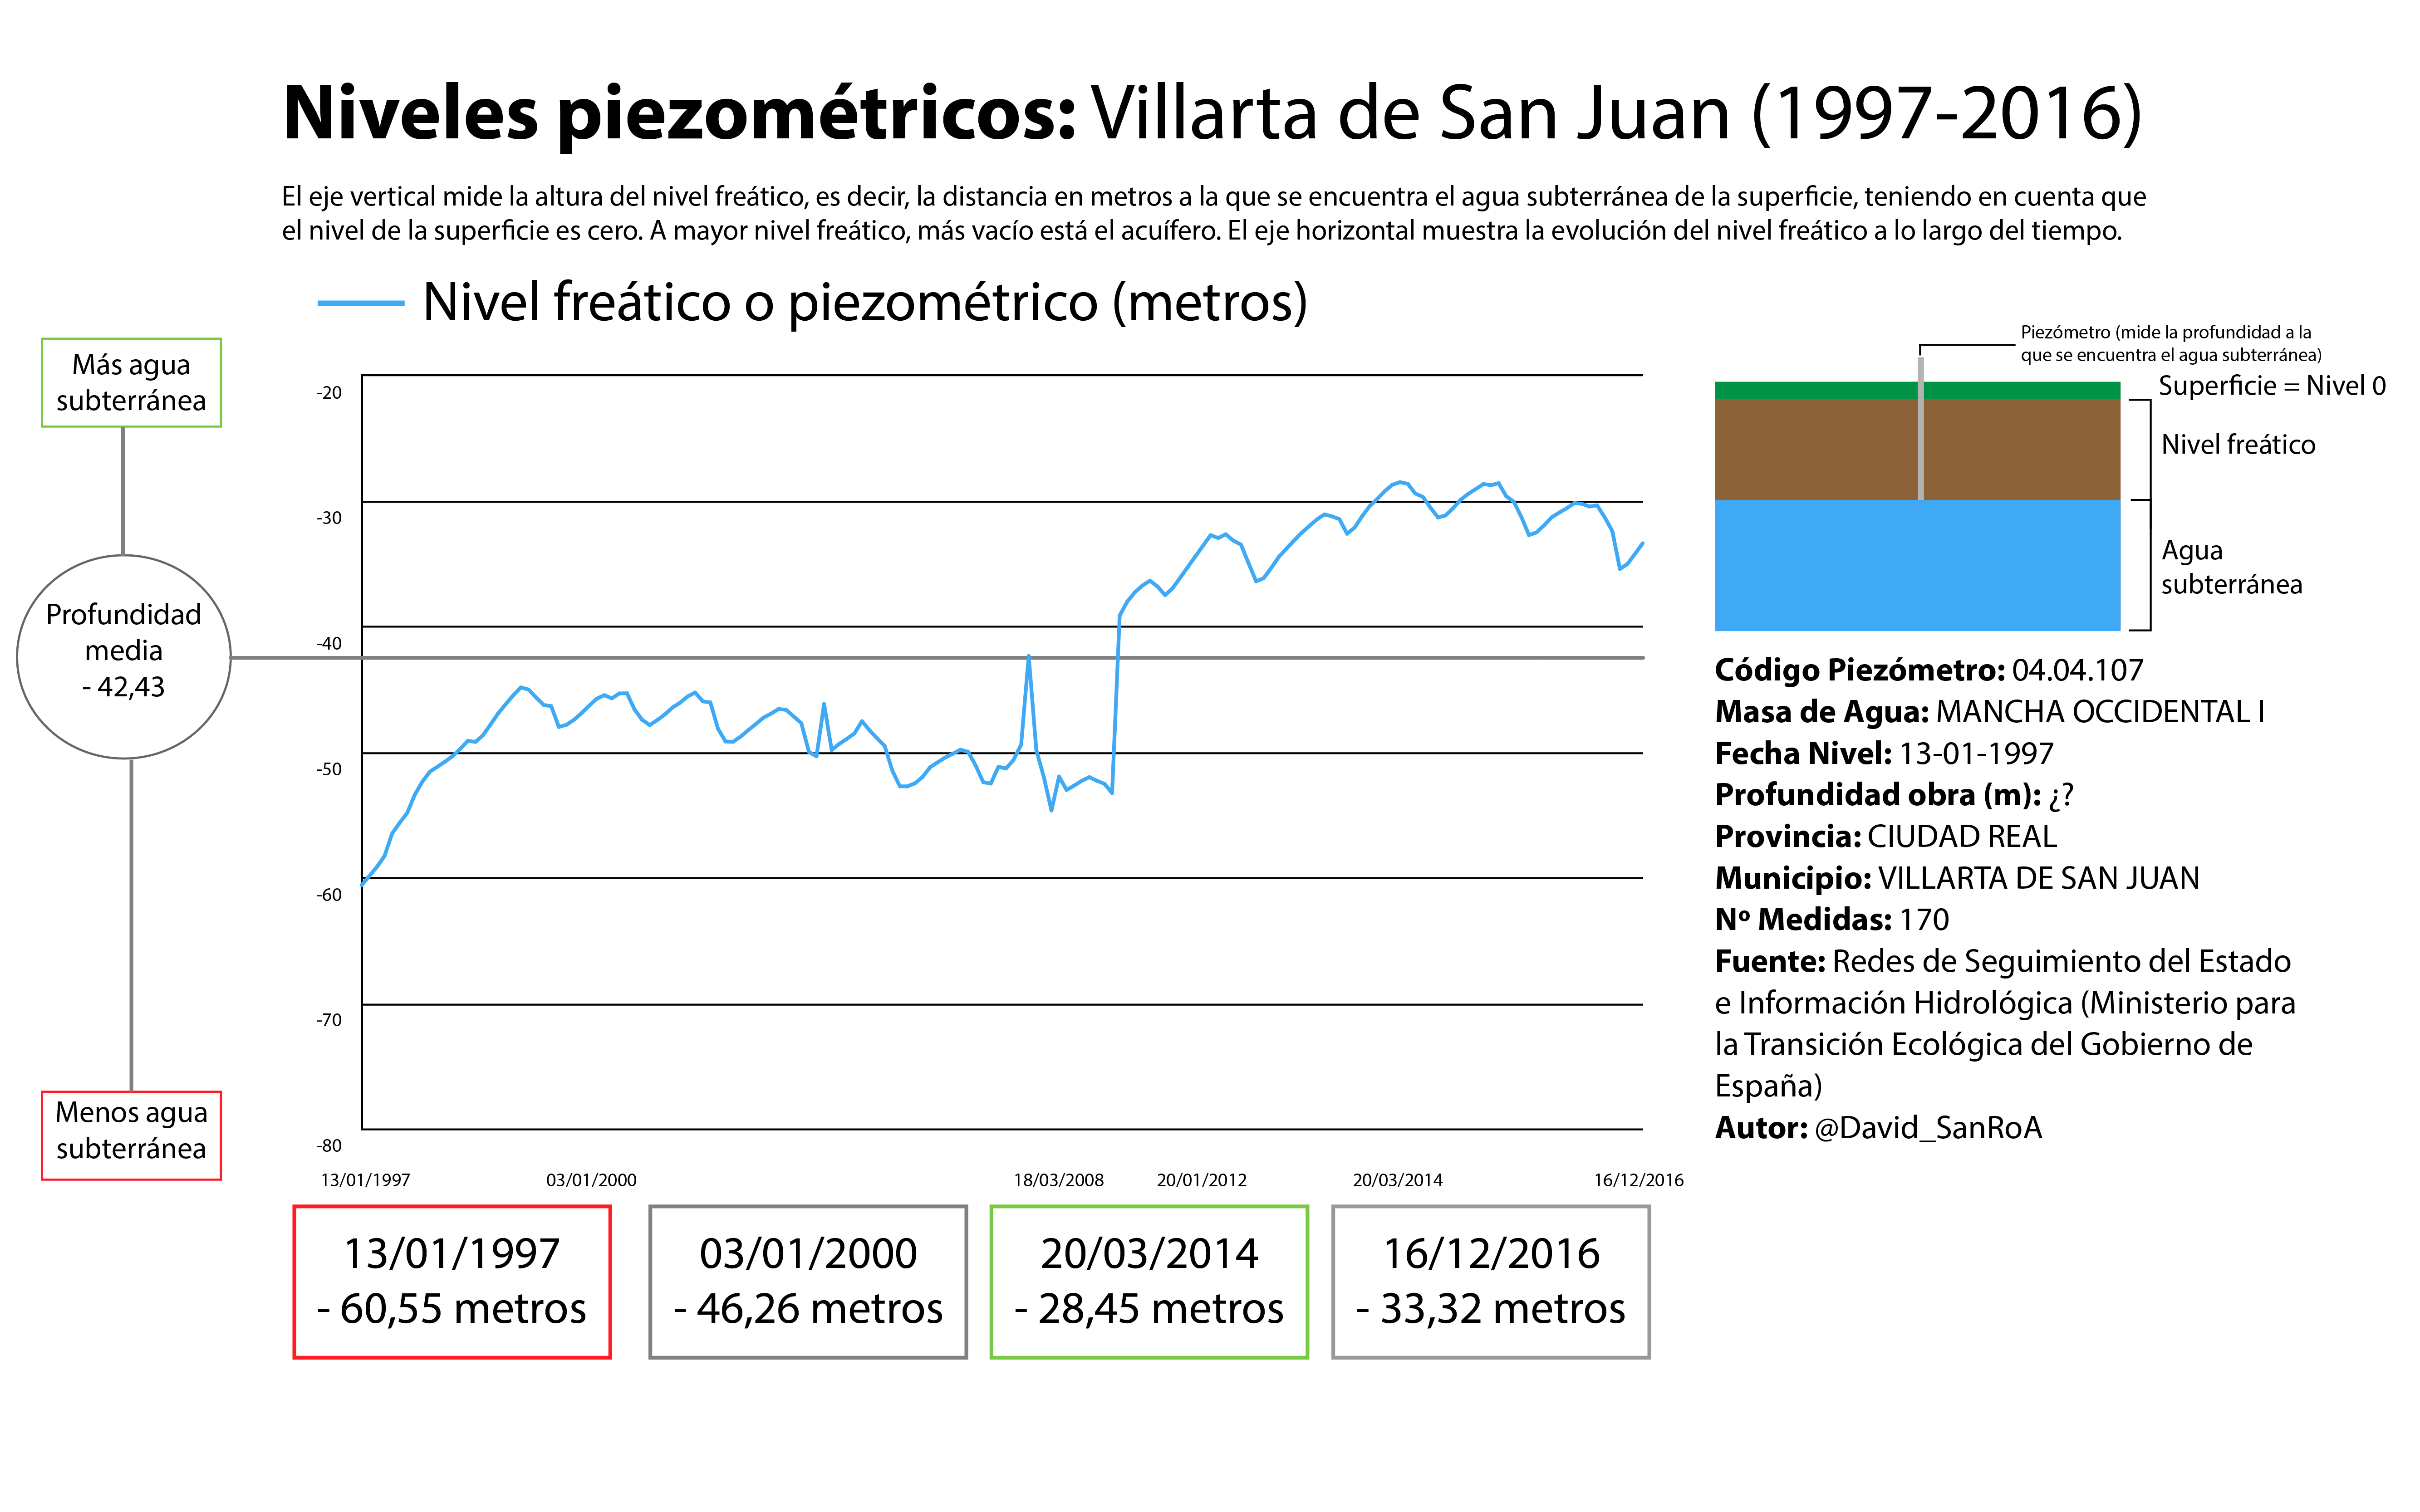 Niveles piezométricos: Villarta de San Juan (1997-2016)
El eje vertical mide la altura del nivel freático, es decir, la distancia en metros a la que se encuentra el agua subterránea de la superficie, teniendo en cuenta que
el nivel de la superficie es cero. A mayor nivel freático, más vacío está el acuífero. El eje horizontal muestra la evolución del nivel freático a lo largo del tiempo.
Nivel freático o piezométrico (metros)
Más agua
subterránea
Profundidad
media
- 42,43
Menos agua
subterránea
-20
-30
-40
-50
-60
-70
-80
13/01/1997
03/01/2000
18/03/2008
20/01/2012
20/03/2014
16/12/2016
13/01/1997
- 60,55 metros
03/01/2000
- 46,26 metros
20/03/2014
- 28,45 metros
16/12/2016
- 33,32 metros
Piezómetro (mide la profundidad a la
que se encuentra el agua subterránea)
Superficie = Nivel 0
Nivel freático
Agua
subterránea
Código Piezómetro: 04.04.107
Masa de Agua: MANCHA OCCIDENTAL I
Fecha Nivel: 13-01-1997
Profundidad obra (m): ¿?
Provincia: CIUDAD REAL
Municipio: VILLARTA DE SAN JUAN
Nº Medidas: 170
Fuente: Redes de Seguimiento del Estado
e Información Hidrológica (Ministerio para
la Transición Ecológica del Gobierno de
España)
Autor: @David_SanRoA